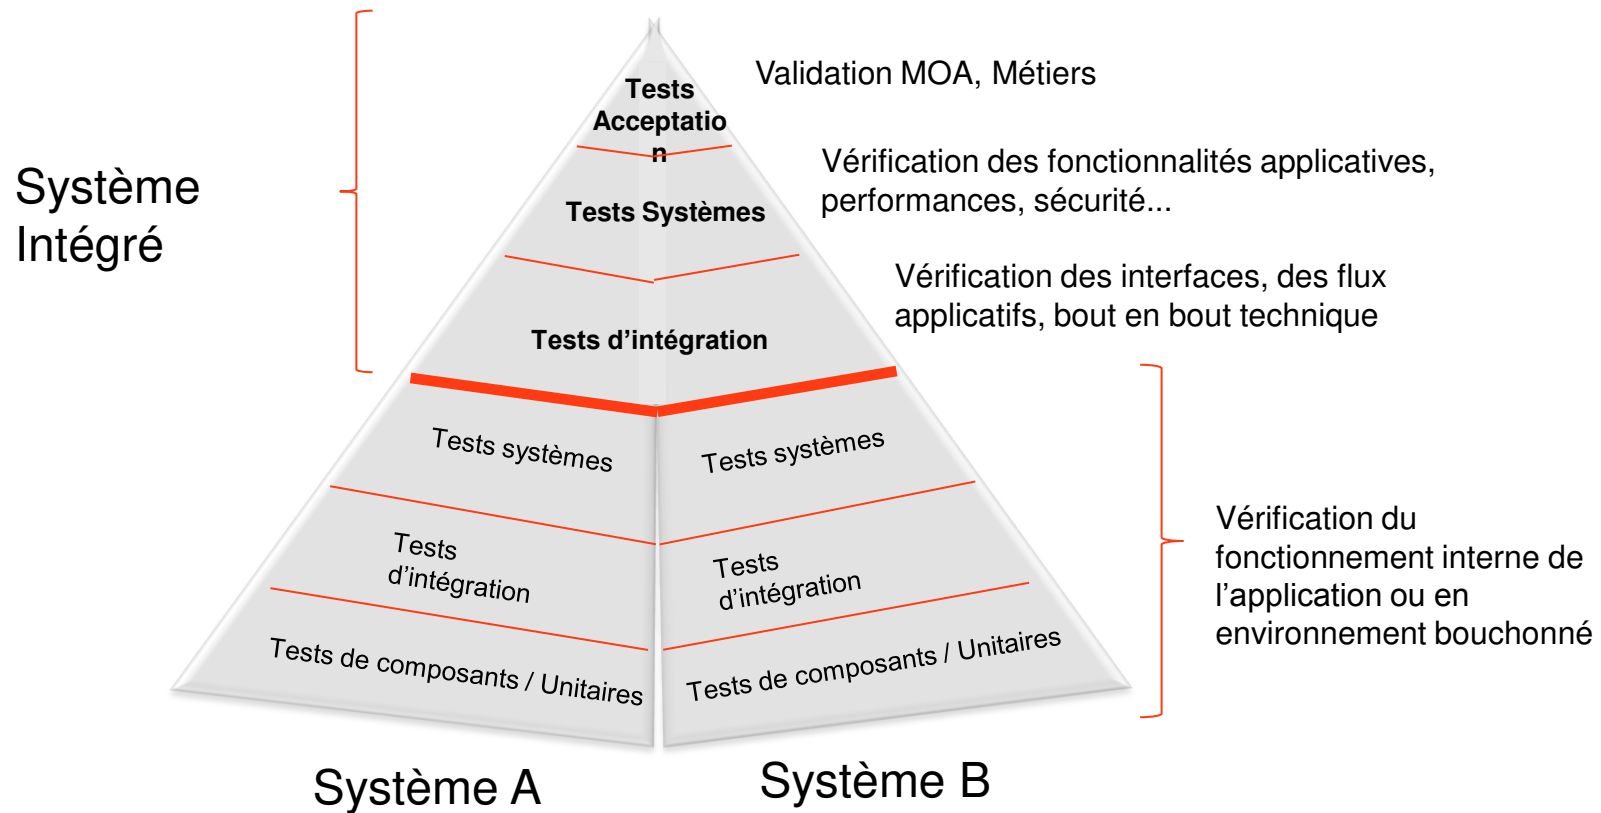 Tests
Acceptatio
n
Validation MOA, Métiers
Système
Intégré
Tests Systèmes
Vérification des fonctionnalités applicatives,
performances, sécurité...
Tests d’intégration
Vérification des interfaces, des flux
applicatifs, bout en bout technique
Tests systèmes
Tests systèmes
Tests
d’intégration
Tests
d’intégration
Tests de composants / Unitaires
Tests de composants / Unitaires
Vérification du
fonctionnement interne de
l’application ou en
environnement bouchonné
Système A
Système B